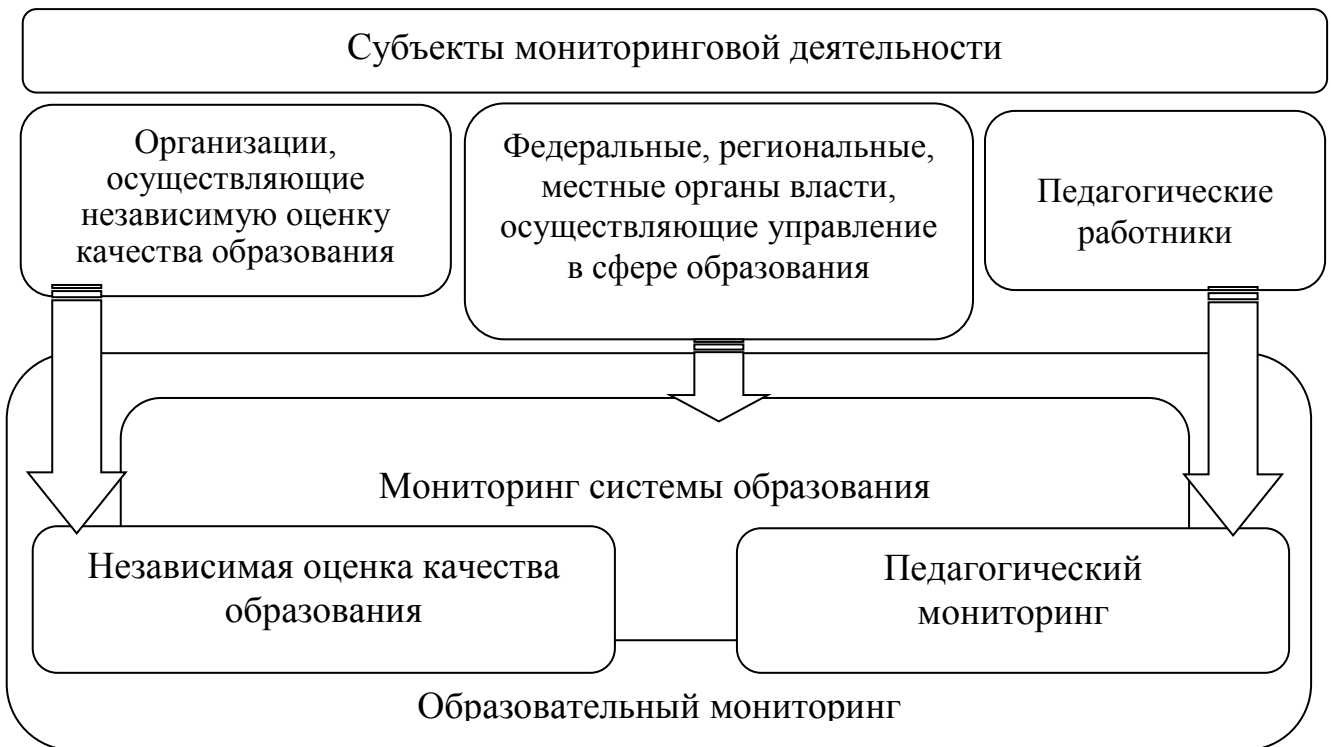 Субъекты мониторинговой деятельности
Организации,
осуществляющие
независимую оценку
качества образования
Федеральные, региональные,
местные органы власти,
осуществляющие управление
в сфере образования
Педагогические
работники
Мониторинг системы образования
Независимая оценка качества
образования
Педагогический
мониторинг
Образовательный мониторинг